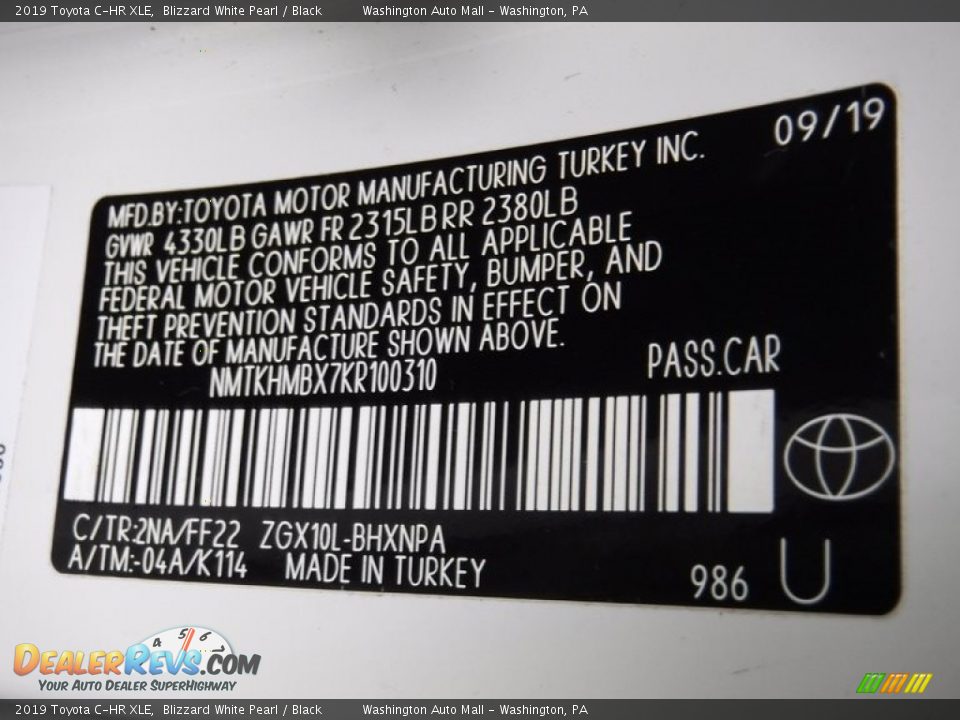 2019 Toyota C-HR XLE, Blizzard White Pearl / Black Washington Auto Mall - Washington, PA
09/19
MFD.BY:TOYOTA MOTOR MANUFACTURING TURKEY INC.
GVWR 4330LB GAWR FR 2315LB RR 2380LB
THIS VEHICLE CONFORMS TO ALL APPLICABLE
FEDERAL MOTOR VEHICLE SAFETY, BUMPER, AND
THEFT PREVENTION STANDARDS IN EFFECT ON
THE DATE OF MANUFACTURE SHOWN ABOVE.
NMTKHMBX7KR100310 PASS.CAR
C/TR:2NA/FF22 ZGX10L-BHXNPA
A/TM:-04A/K114 MADE IN TURKEY
986 U
4 5 6 7
DEALERREVS.COM
YOUR AUTO DEALER SUPERHIGHWAY
2019 Toyota C-HR XLE, Blizzard White Pearl / Black Washington Auto Mall - Washington, PA